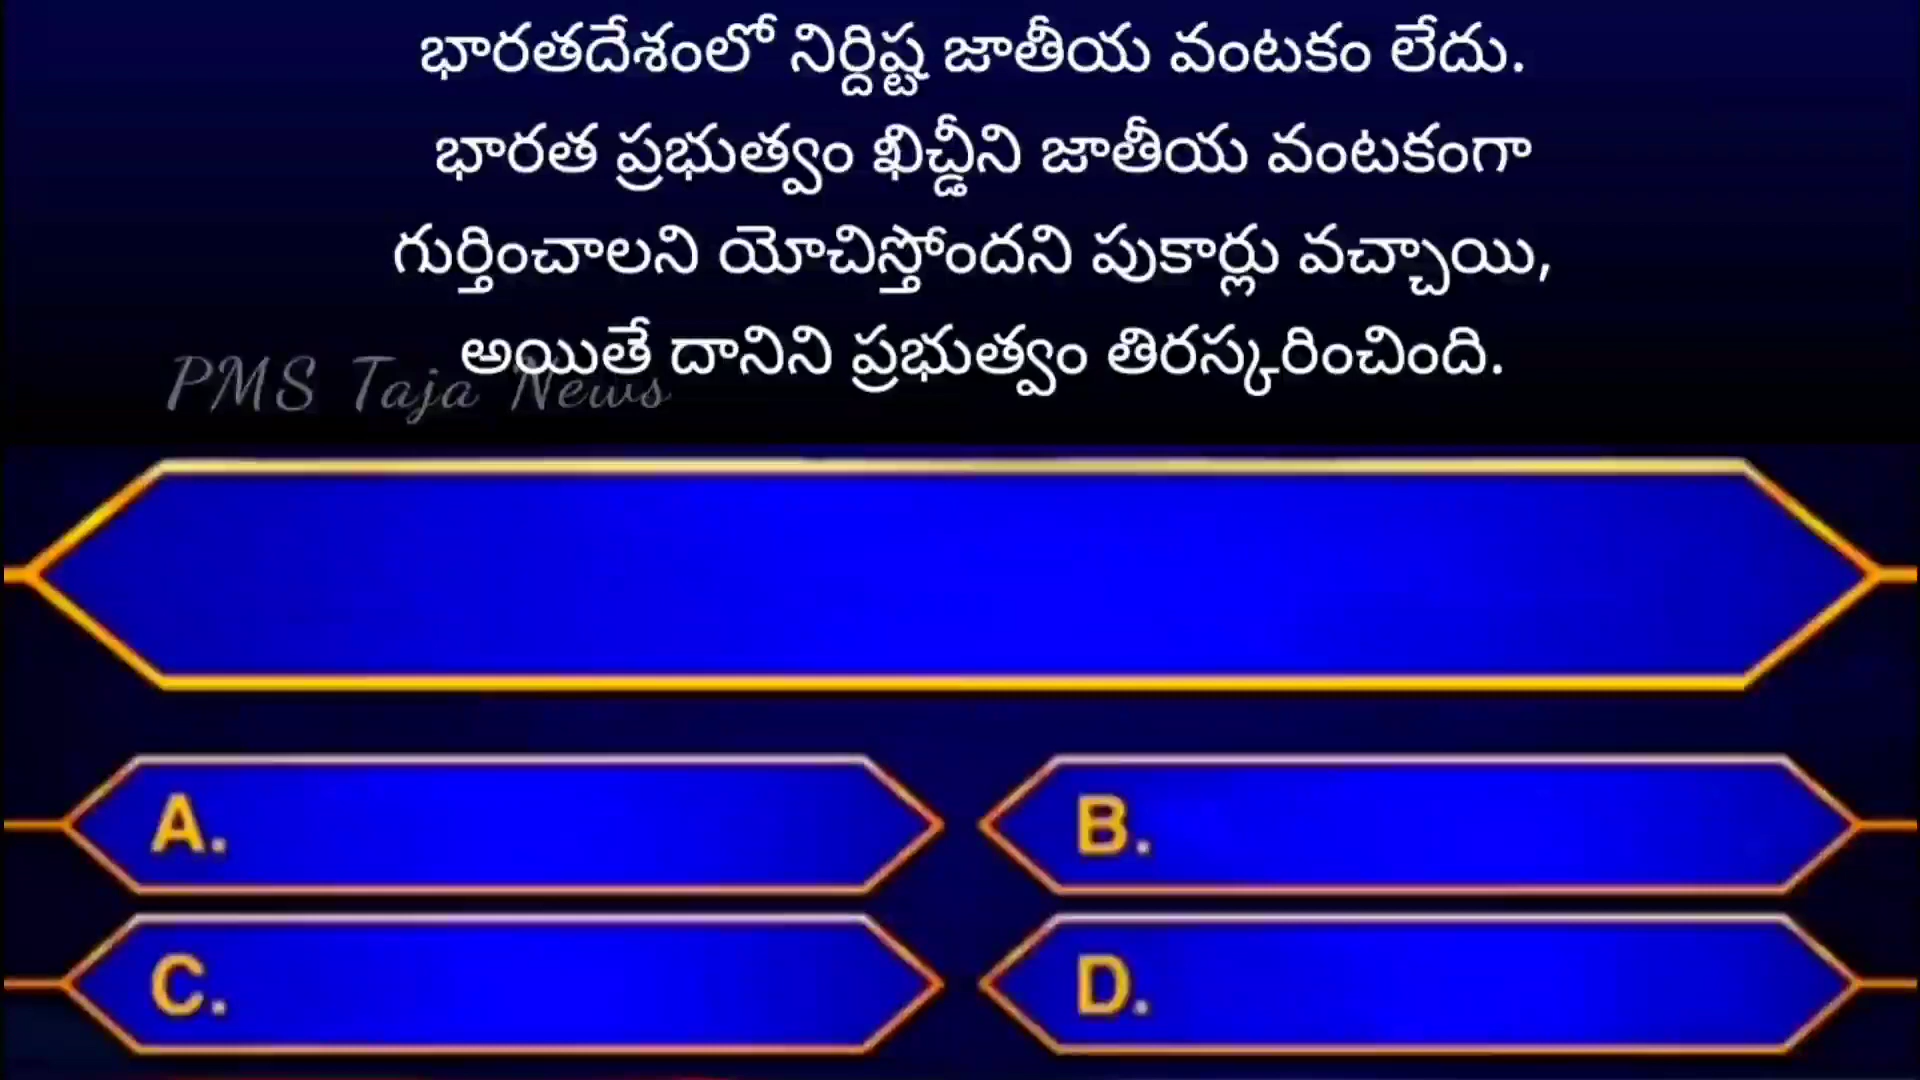 భారతదేశంలో నిర్దిష్ట జాతీయ వంటకం లేదు.
భారత ప్రభుత్వం ఖిచ్డీని జాతీయ వంటకంగా
గుర్తించాలని యోచిస్తోందని పుకార్లు వచ్చాయి,
అయితే దానిని ప్రభుత్వం తిరస్కరించింది.
PMS Taja News
A.
B.
C.
D.